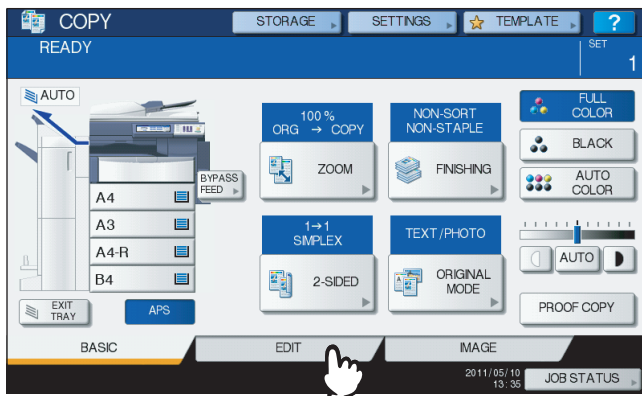 COPY
STORAGE
SETTINGS
TEMPLATE
?
READY
SET
1
AUTO
A4
A3
A4-R
B4
BYPASS
FEED
EXIT
TRAY
APS
100 %
ORG → COPY
ZOOM
NON-SORT
NON-STAPLE
FINISHING
1→1
SIMPLEX
2-SIDED
TEXT/PHOTO
ORIGINAL
MODE
FULL
COLOR
BLACK
AUTO
COLOR
AUTO
PROOF COPY
BASIC
EDIT
IMAGE
2011/05/10
13:35
JOB STATUS